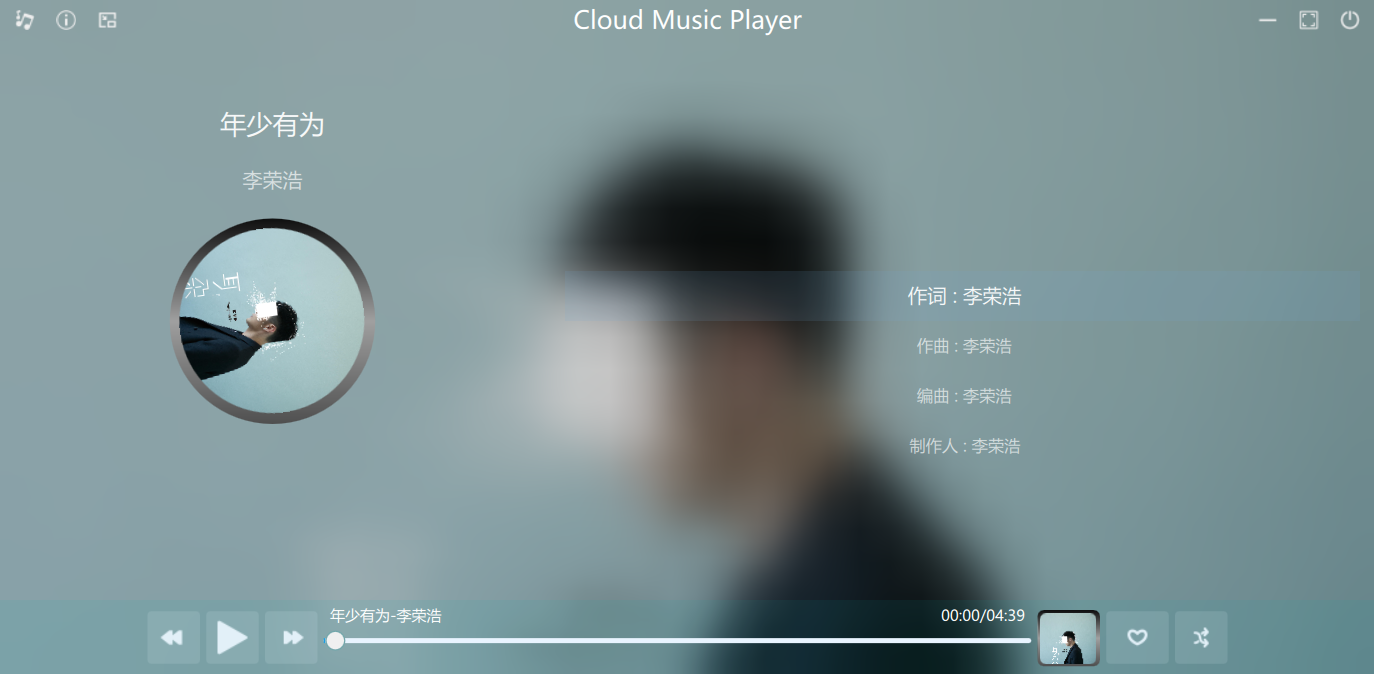 Cloud Music Player
年少有为
李荣浩
作词 : 李荣浩
作曲 : 李荣浩
编曲 : 李荣浩
制作人 : 李荣浩
年少有为-李荣浩
00:00/04:39